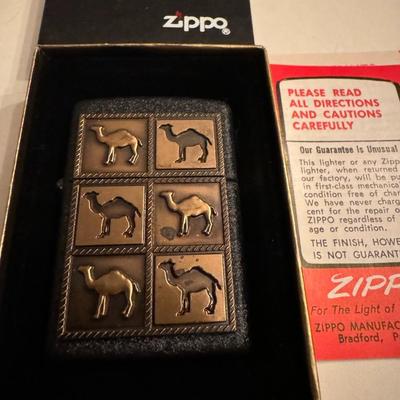 Zippo®
PLEASE READ
ALL DIRECTIONS
AND CAUTIONS
CAREFULLY
Our Guarantee is Unusual
This lighter or any Zipp
lighter, when returned
our factory, will be pu
in first-class mechanica
condition free of char
We have never charg
cent for the repair o
ZIPPO regardless of
age or condition.
THE FINISH, HOWE
IS NOT GUARANTE
ZIPP
For The Light of
ZIPPO MANUFAC
Bradford, P